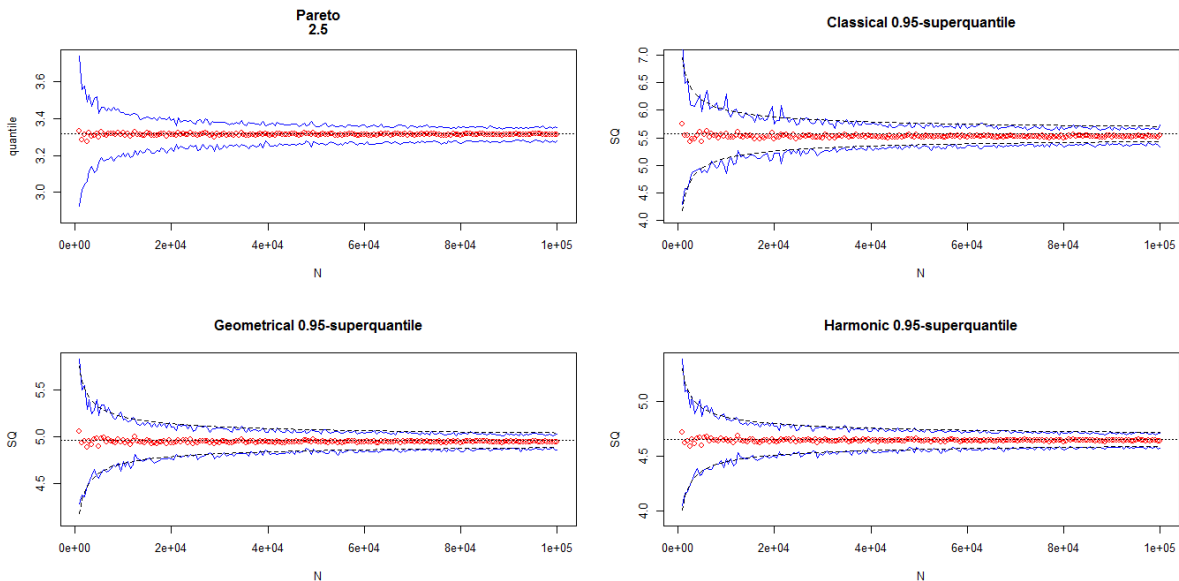 Pareto
2.5
quantile
3.0 3.2 3.4 3.6
0e+00 2e+04 4e+04 6e+04 8e+04 1e+05
N
Classical 0.95-superquantile
SQ
4.0 4.5 5.0 5.5 6.0 6.5 7.0
0e+00 2e+04 4e+04 6e+04 8e+04 1e+05
N
Geometrical 0.95-superquantile
SQ
4.5 5.0 5.5
0e+00 2e+04 4e+04 6e+04 8e+04 1e+05
N
Harmonic 0.95-superquantile
SQ
4.0 4.5 5.0
0e+00 2e+04 4e+04 6e+04 8e+04 1e+05
N